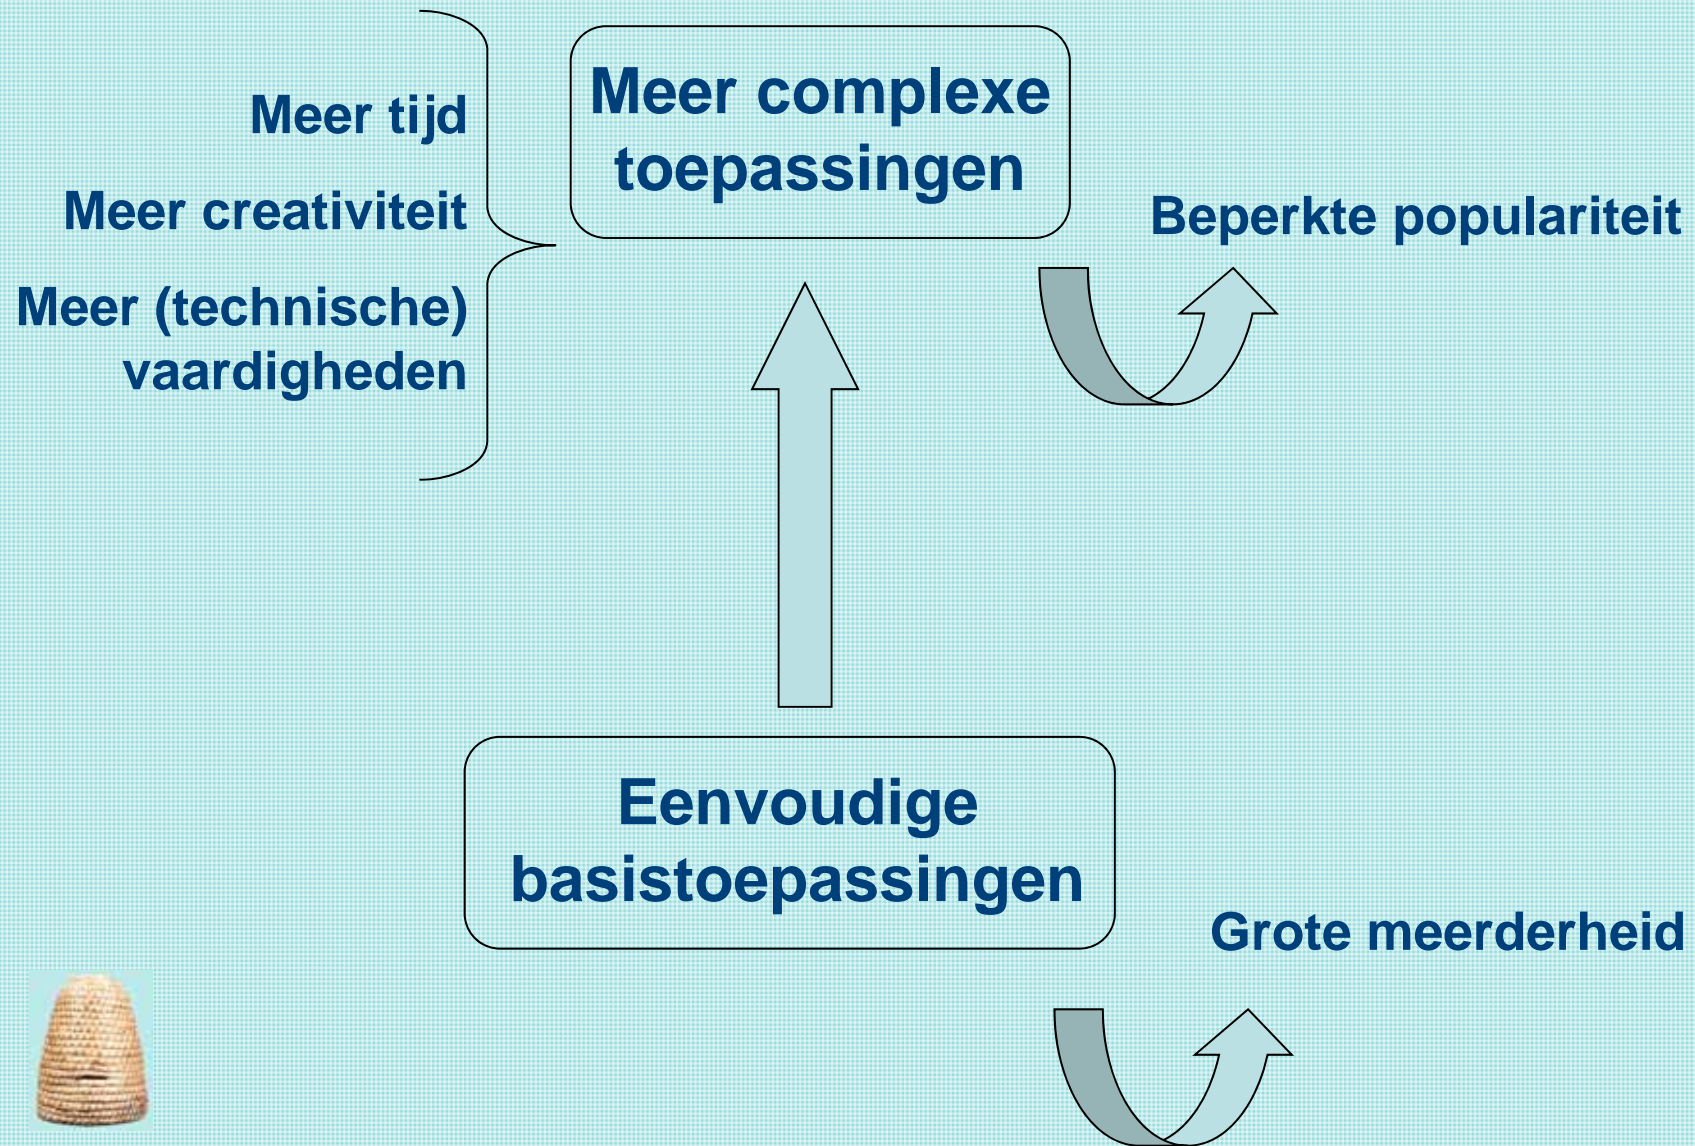 Meer tijd
Meer creativiteit
Meer (technische)
vaardigheden
Meer complexe
toepassingen
Beperkte populariteit
Eenvoudige
basistoepassingen
Grote meerderheid